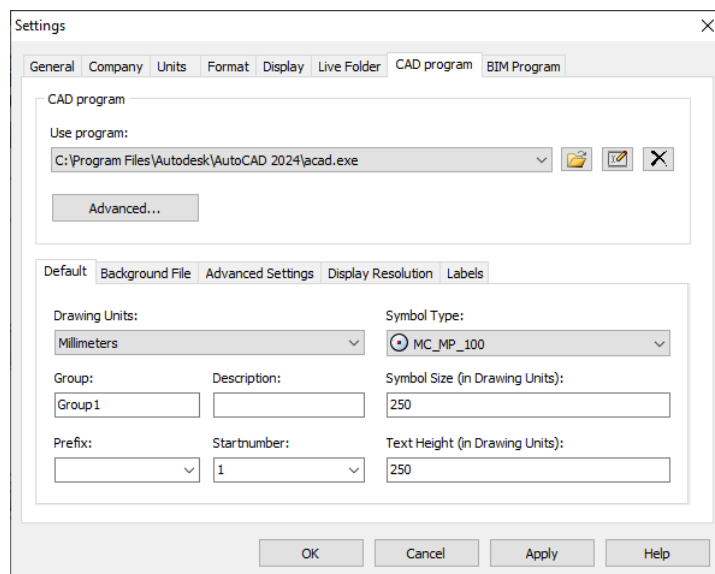 Settings
General Company Units Format Display Live Folder CAD program BIM Program
CAD program
Use program:
C:\Program Files\Autodesk\AutoCAD 2024\acad.exe
Advanced...
Default Background File Advanced Settings Display Resolution Labels
Drawing Units: Symbol Type:
Millimeters MC_MP_100
Group: Description: Symbol Size (in Drawing Units):
Group1 250
Prefix: Startnumber: Text Height (in Drawing Units):
1 250
OK Cancel Apply Help